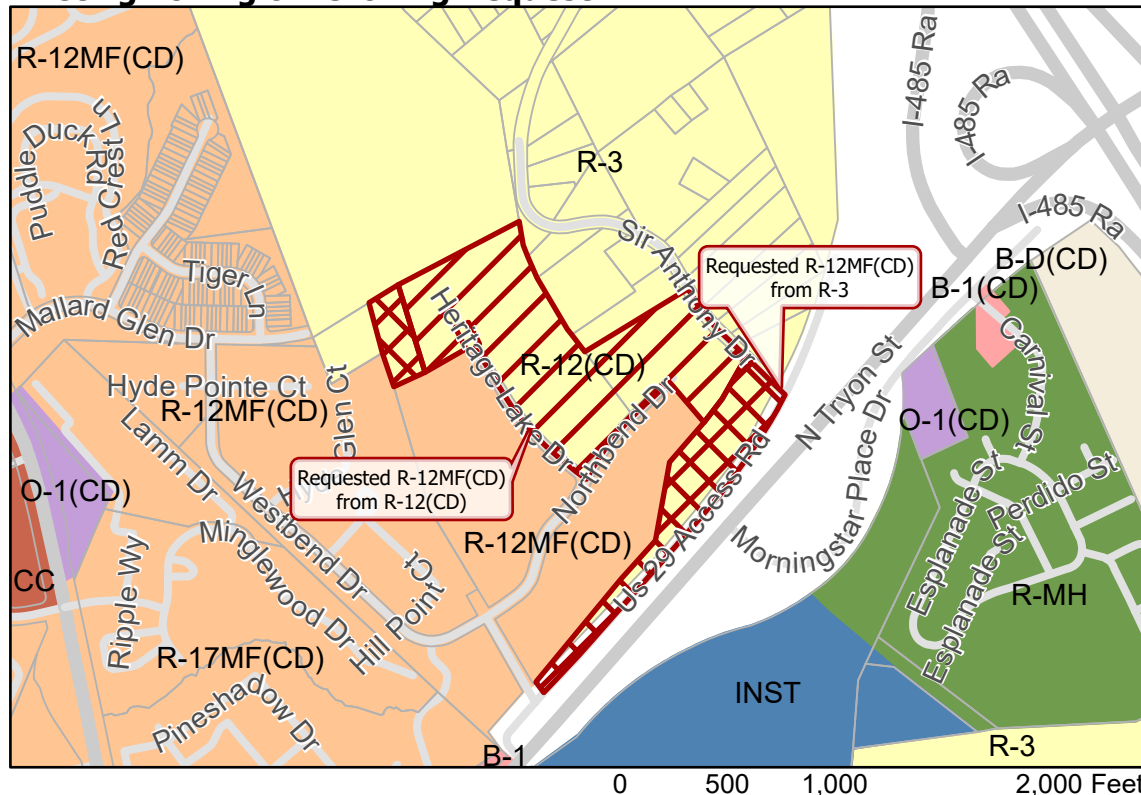 R-12MF(CD)
I-485 Ra
I-485 Ra
Puddle
Duck Rd
Red Crest Ln
R-3
I-485 Ra
Sir Anthony Dr
B-D(CD)
Requested R-12MF(CD)
from R-3
Tiger Ln
B-1(CD)
Mallard Glen Dr
Heritage Lake Dr
Carnival St
N Tryon St
R-12(CD)
Hyde Pointe Ct
R-12MF(CD)
Glen Ct
Northbend Dr
O-1(CD)
Lamm Dr
Requested R-12MF(CD)
from R-12(CD)
O-1(CD)
Westbend Dr
Us 29 Access Rd
Morningstar Place Dr
Esplanade St
Perdido St
Minglewood Dr
R-12MF(CD)
CC
Ripple Wy
Hill Point Ct
Esplanade St
R-MH
R-17MF(CD)
INST
Pineshadow Dr
B-1
R-3
0 500 1,000 2,000 Feet